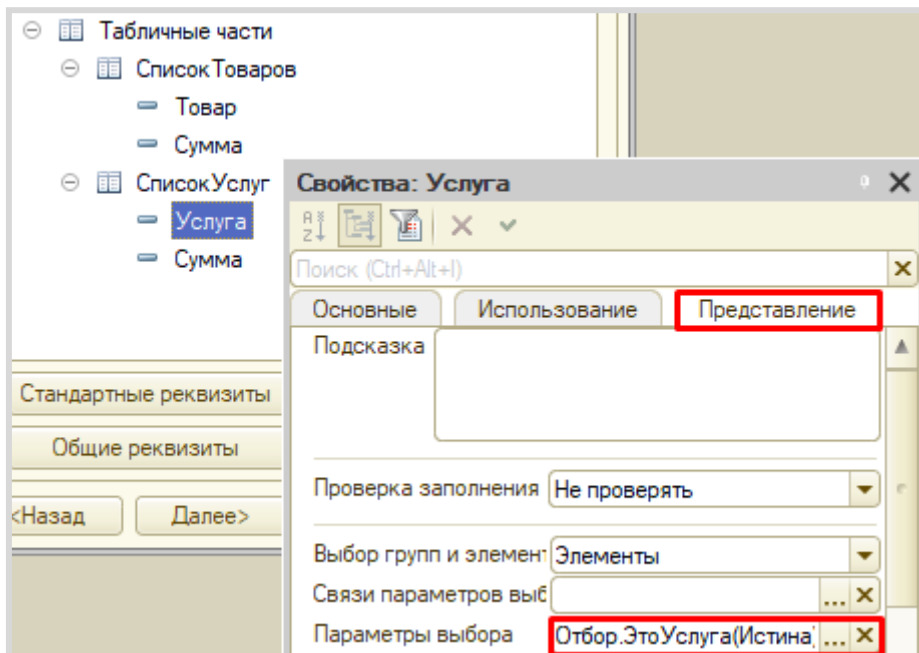 Табличные части
СписокТоваров
Товар
Сумма
СписокУслуг
Услуга
Сумма
Стандартные реквизиты
Общие реквизиты
<Назад Далее>
Свойства: Услуга
Поиск (Ctrl+Alt+I)
Основные Использование Представление
Подсказка
Проверка заполнения Не проверять
Выбор групп и элемент Элементы
Связи параметров выб ...
Параметры выбора Отбор.ЭтоУслуга(Истина) ...